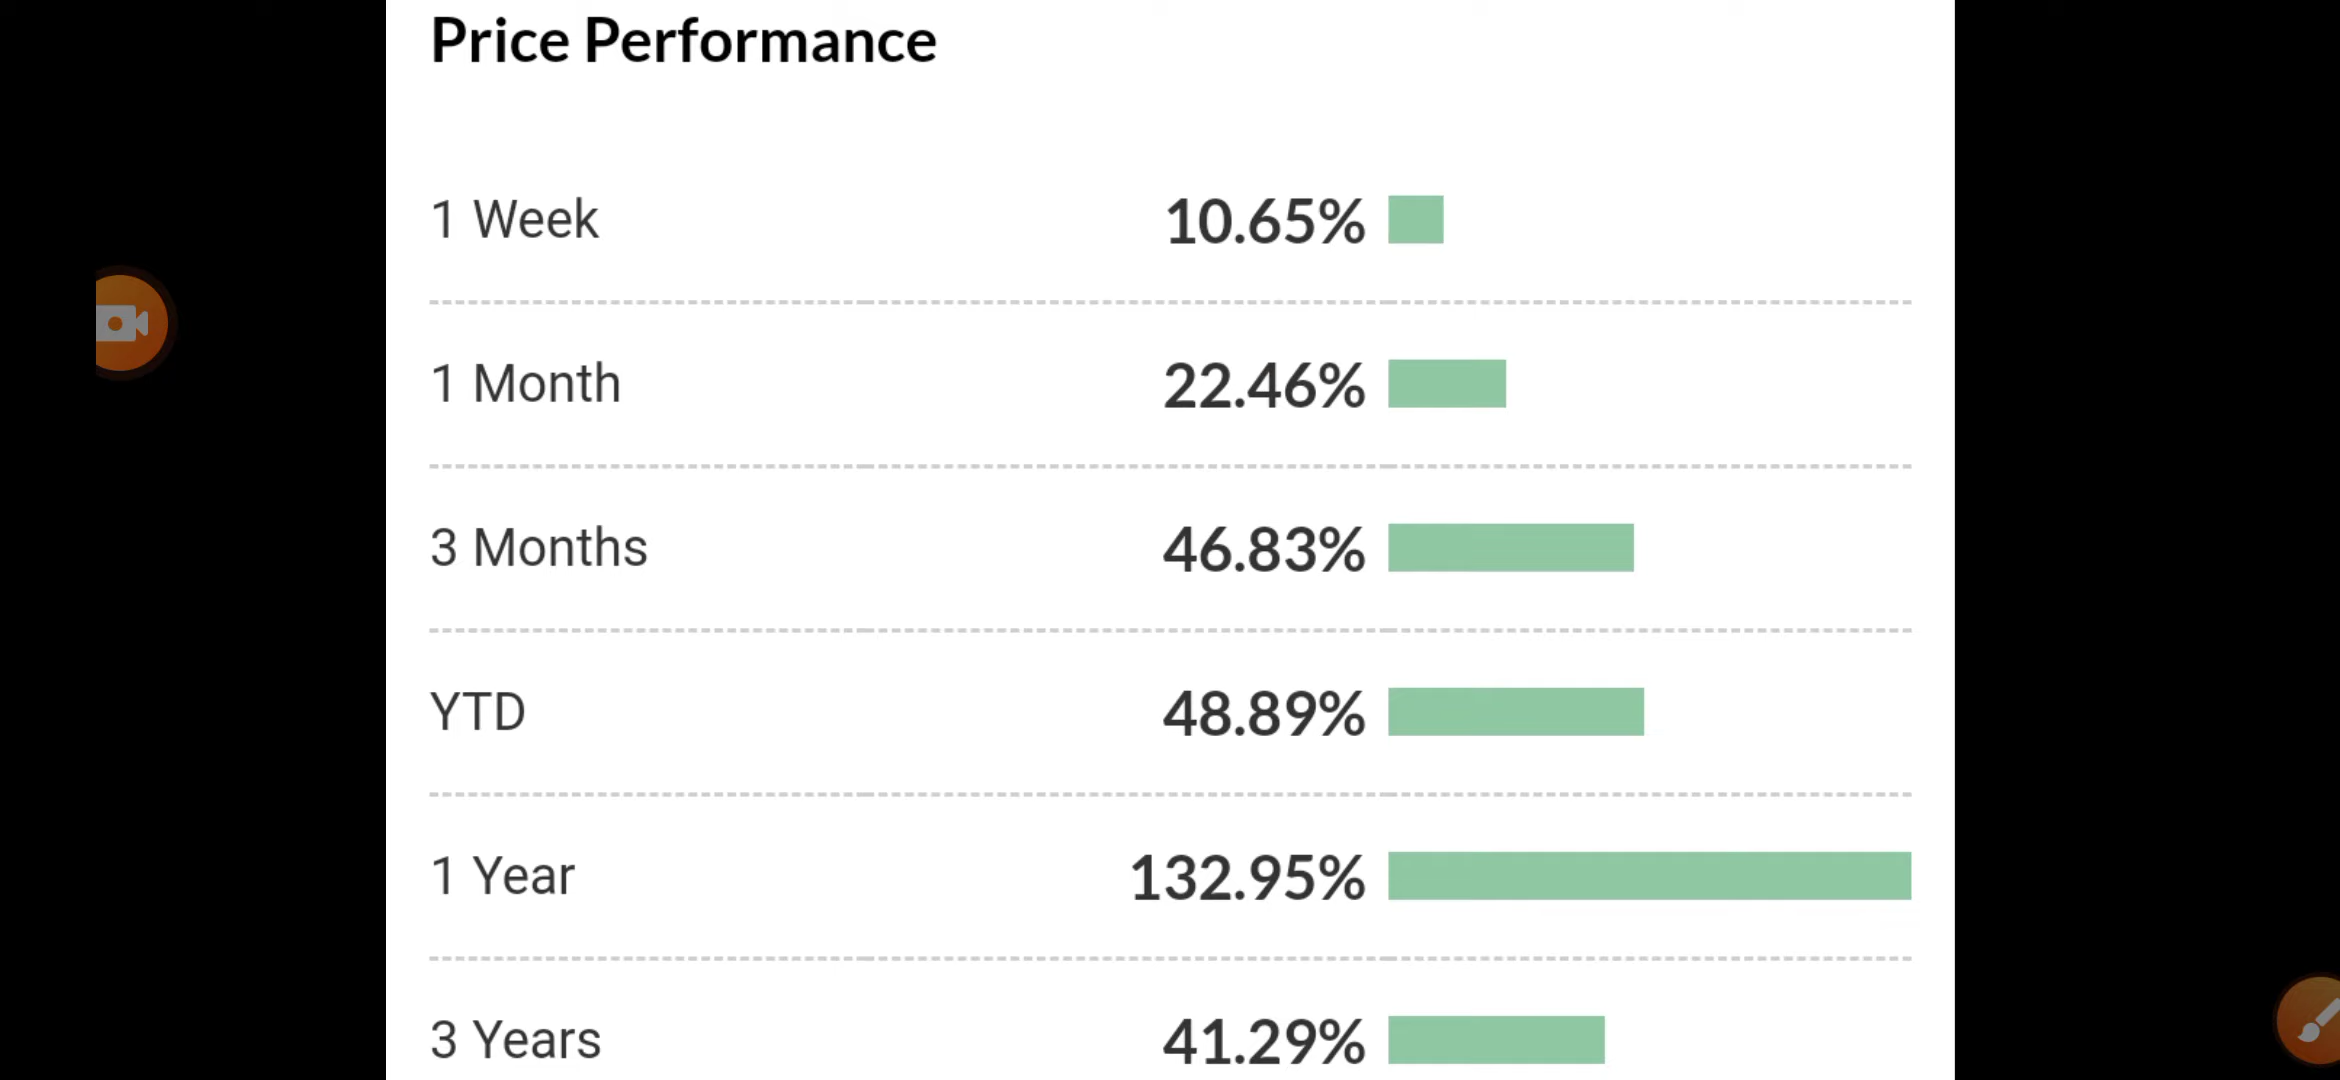 Price Performance
1 Week 10.65%
1 Month 22.46%
3 Months 46.83%
YTD 48.89%
1 Year 132.95%
3 Years 41.29%